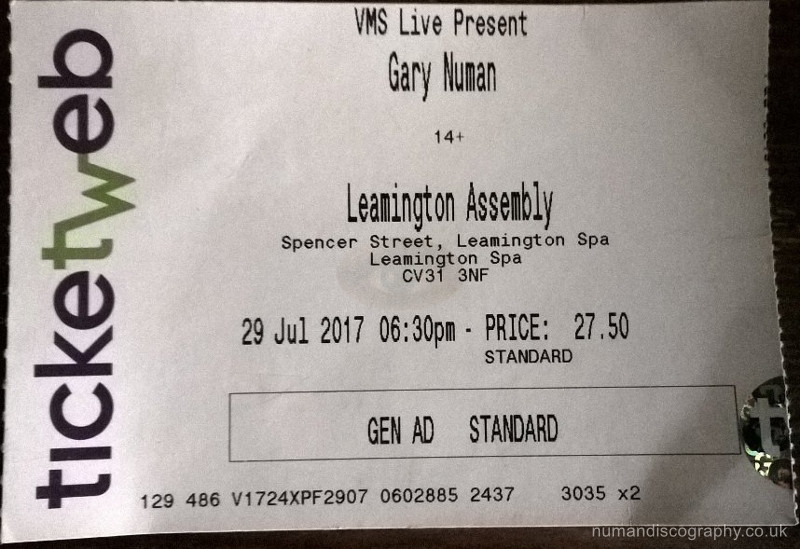 ticketweb
VMS Live Present
Gary Numan
14+
Leamington Assembly
Spencer Street, Leamington Spa
Leamington Spa
CV31 3NF
29 Jul 2017 06:30pm - PRICE: 27.50
STANDARD
GEN AD STANDARD
t
129 486 V1724XPF2907 0602885 2437 3035 x2
numandiscography.co.uk